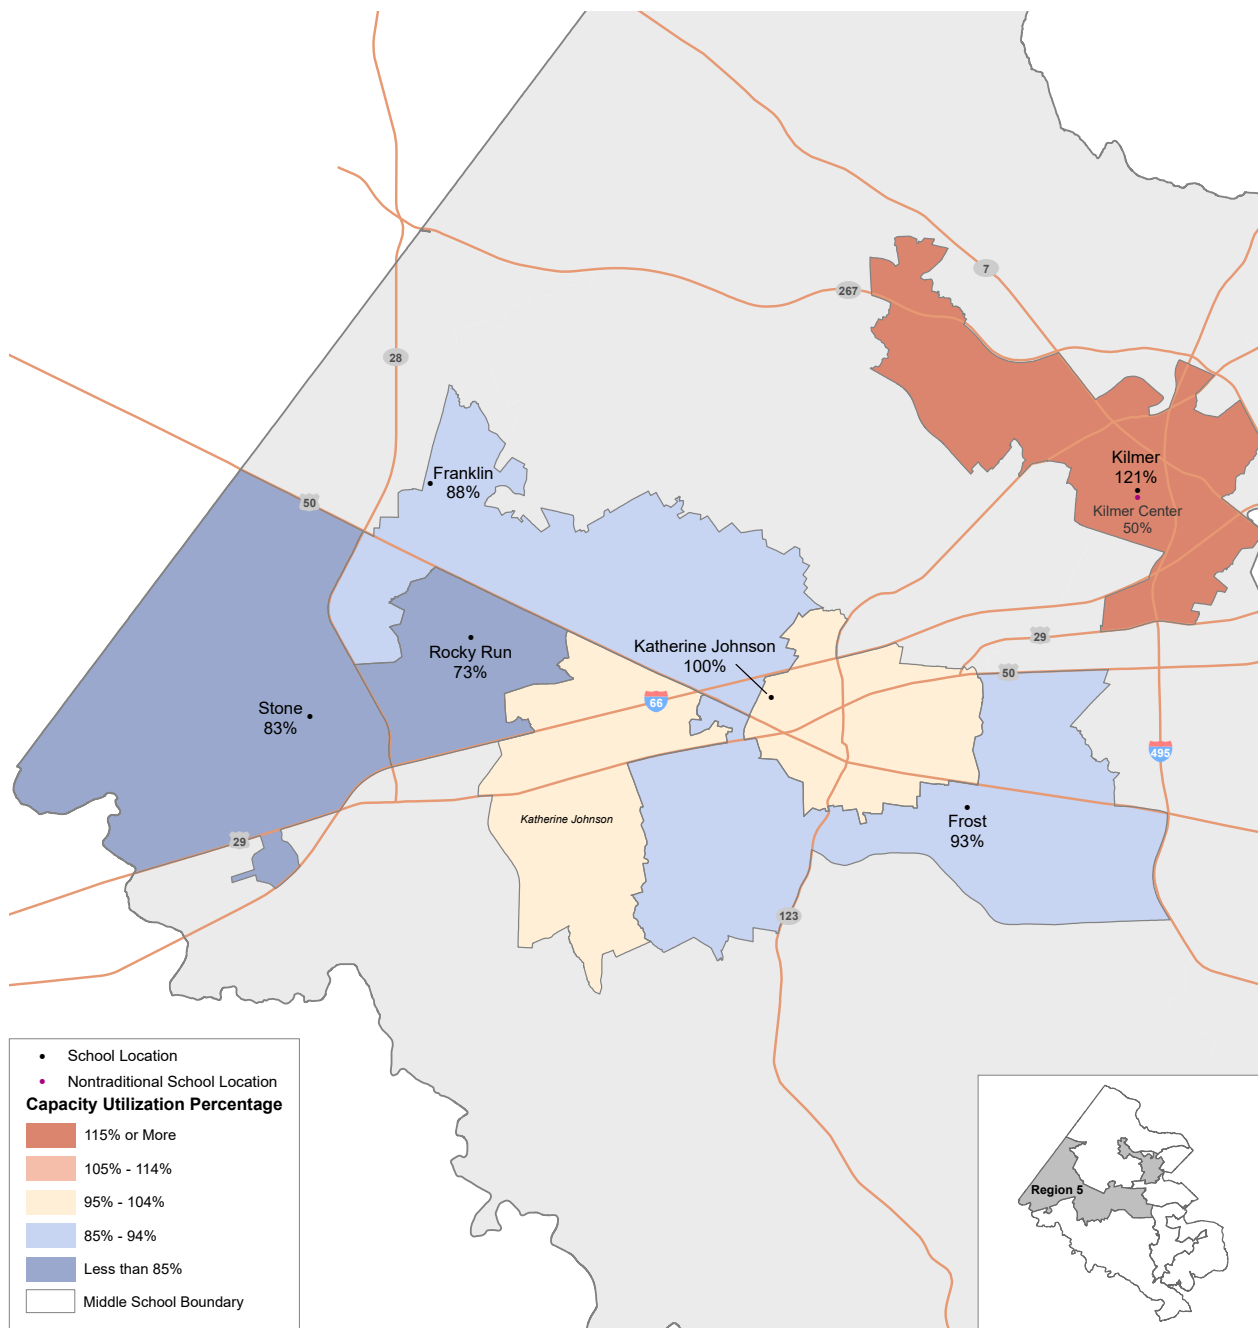 7
267
28
Franklin
88%
50
Kilmer
121%
Kilmer Center
50%
Rocky Run
73%
Katherine Johnson
100%
29
50
66
Stone
83%
495
Katherine Johnson
Frost
93%
29
123
School Location
Nontraditional School Location
Capacity Utilization Percentage
115% or More
105% - 114%
95% - 104%
85% - 94%
Less than 85%
Middle School Boundary
Region 5